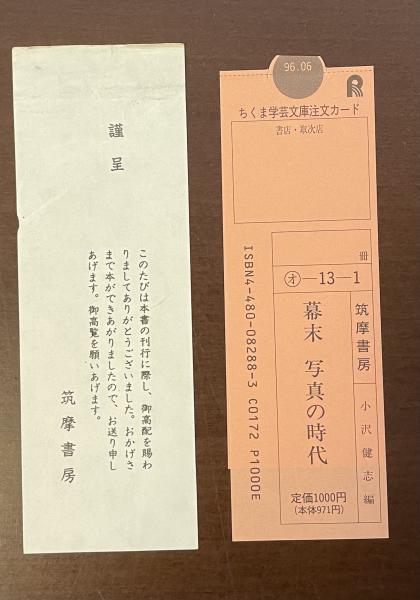 謹呈
このたびは本書の刊行に際し、御高配を賜わ
りましてありがとうございました。おかげさ
まで本ができあがりましたので、お送り申し
あげます。御高覧を願いあげます。
筑摩書房
96.06
R
ちくま学芸文庫注文カード
書店・取次店
冊
オ—13—1
筑摩書房
小沢健志編
幕末 写真の時代
定価1000円
(本体971円)
ISBN4-480-08288-3 C0172 P1000E